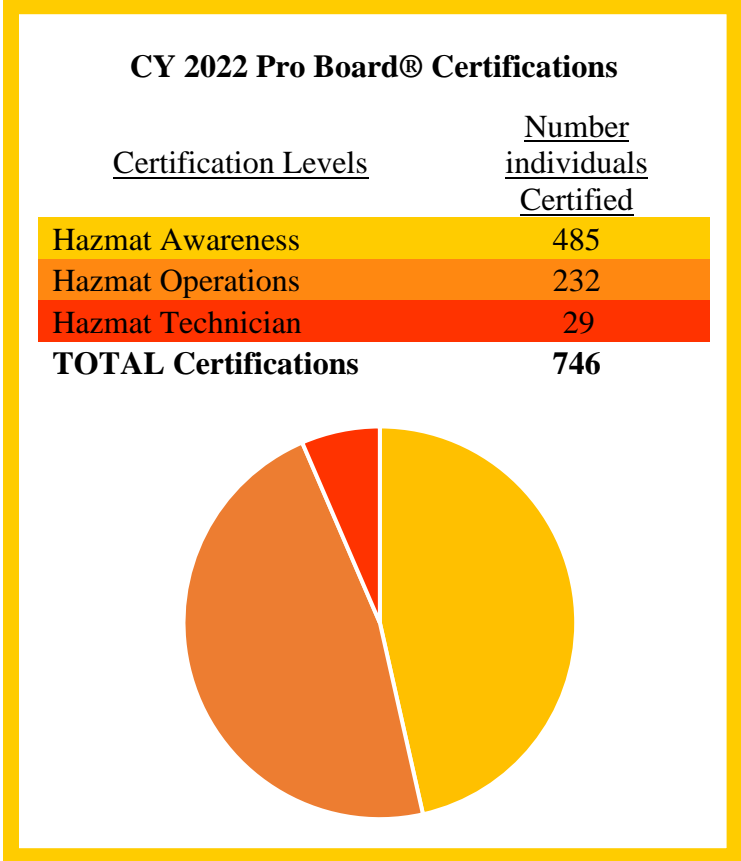 CY 2022 Pro Board® Certifications
Number
Certification Levels individuals
Certified
Hazmat Awareness 485
Hazmat Operations 232
Hazmat Technician 29
TOTAL Certifications 746